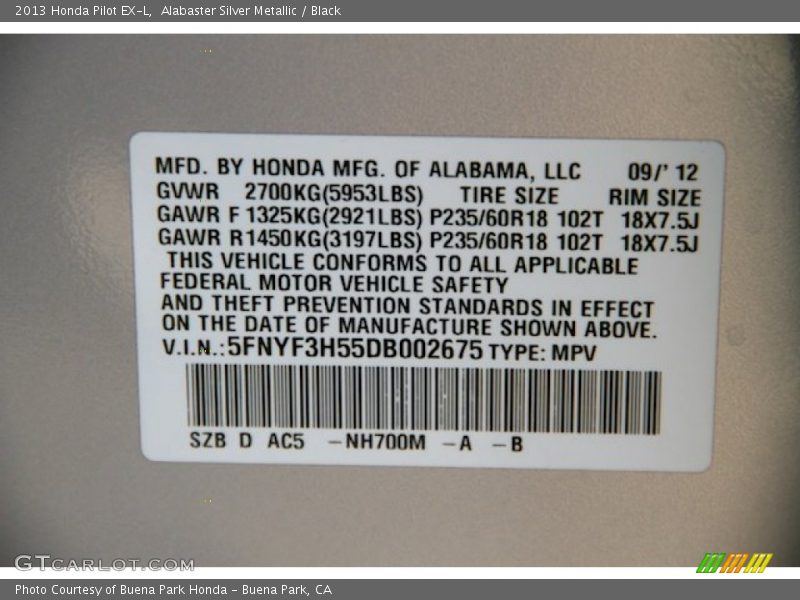 2013 Honda Pilot EX-L, Alabaster Silver Metallic / Black
MFD. BY HONDA MFG. OF ALABAMA, LLC 09/' 12
GVWR 2700KG(5953LBS) TIRE SIZE RIM SIZE
GAWR F 1325KG(2921LBS) P235/60R18 102T 18X7.5J
GAWR R1450KG(3197LBS) P235/60R18 102T 18X7.5J
THIS VEHICLE CONFORMS TO ALL APPLICABLE
FEDERAL MOTOR VEHICLE SAFETY
AND THEFT PREVENTION STANDARDS IN EFFECT
ON THE DATE OF MANUFACTURE SHOWN ABOVE.
V.I.N.:5FNYF3H55DB002675 TYPE: MPV
SZB D AC5 -NH700M -A -B
GTCARLOT.COM
Photo Courtesy of Buena Park Honda - Buena Park, CA